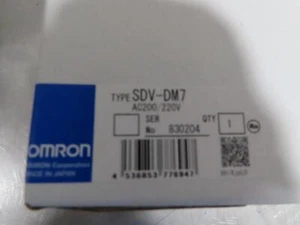 TYPE SDV-DM7
AC200/220V
SER QTY
No 830204 1
OMRON
OMRON Corporation
MADE IN JAPAN
4 536853 776947